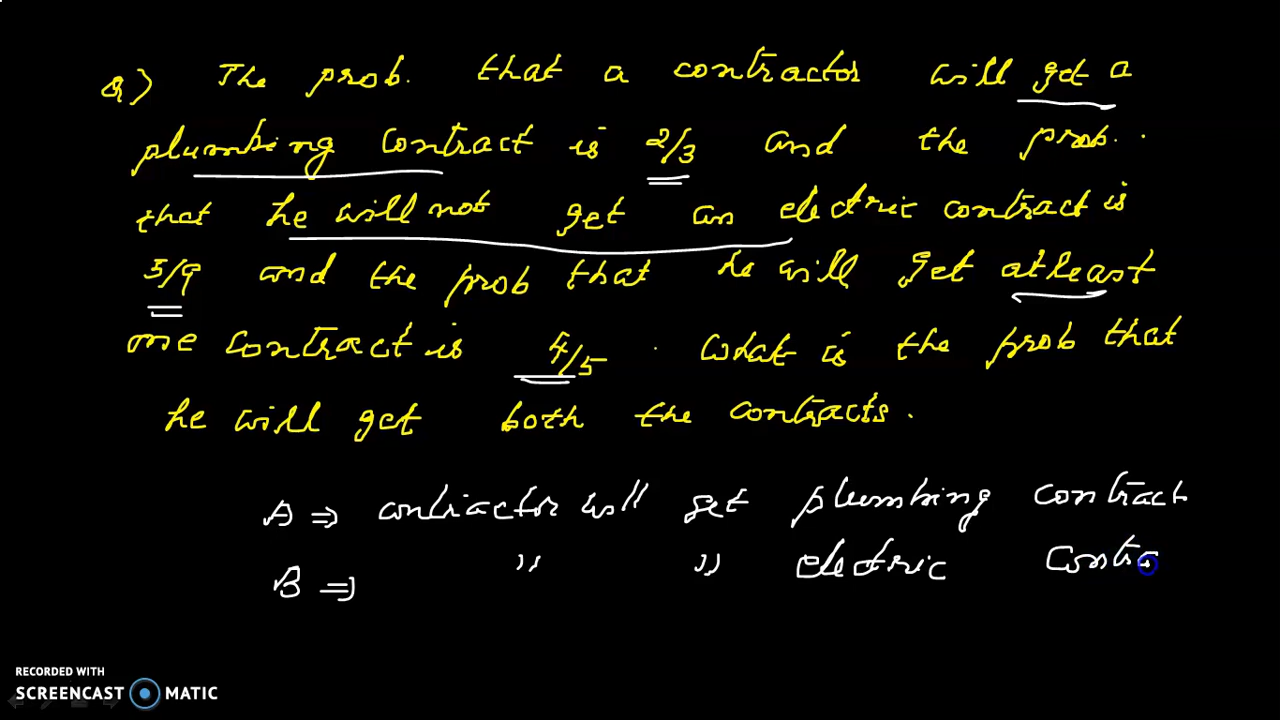 Q) The prob. that a contractor will get a
plumbing contract is 2/3 and the prob.
that he will not get an electric contract is
5/9 and the prob that he will get atleast
one contract is 4/5. what is the prob that
he will get both the contracts.
A ⇒ contractor will get plumbing contract
B ⇒ " " electric contra
RECORDED WITH
SCREENCAST MATIC